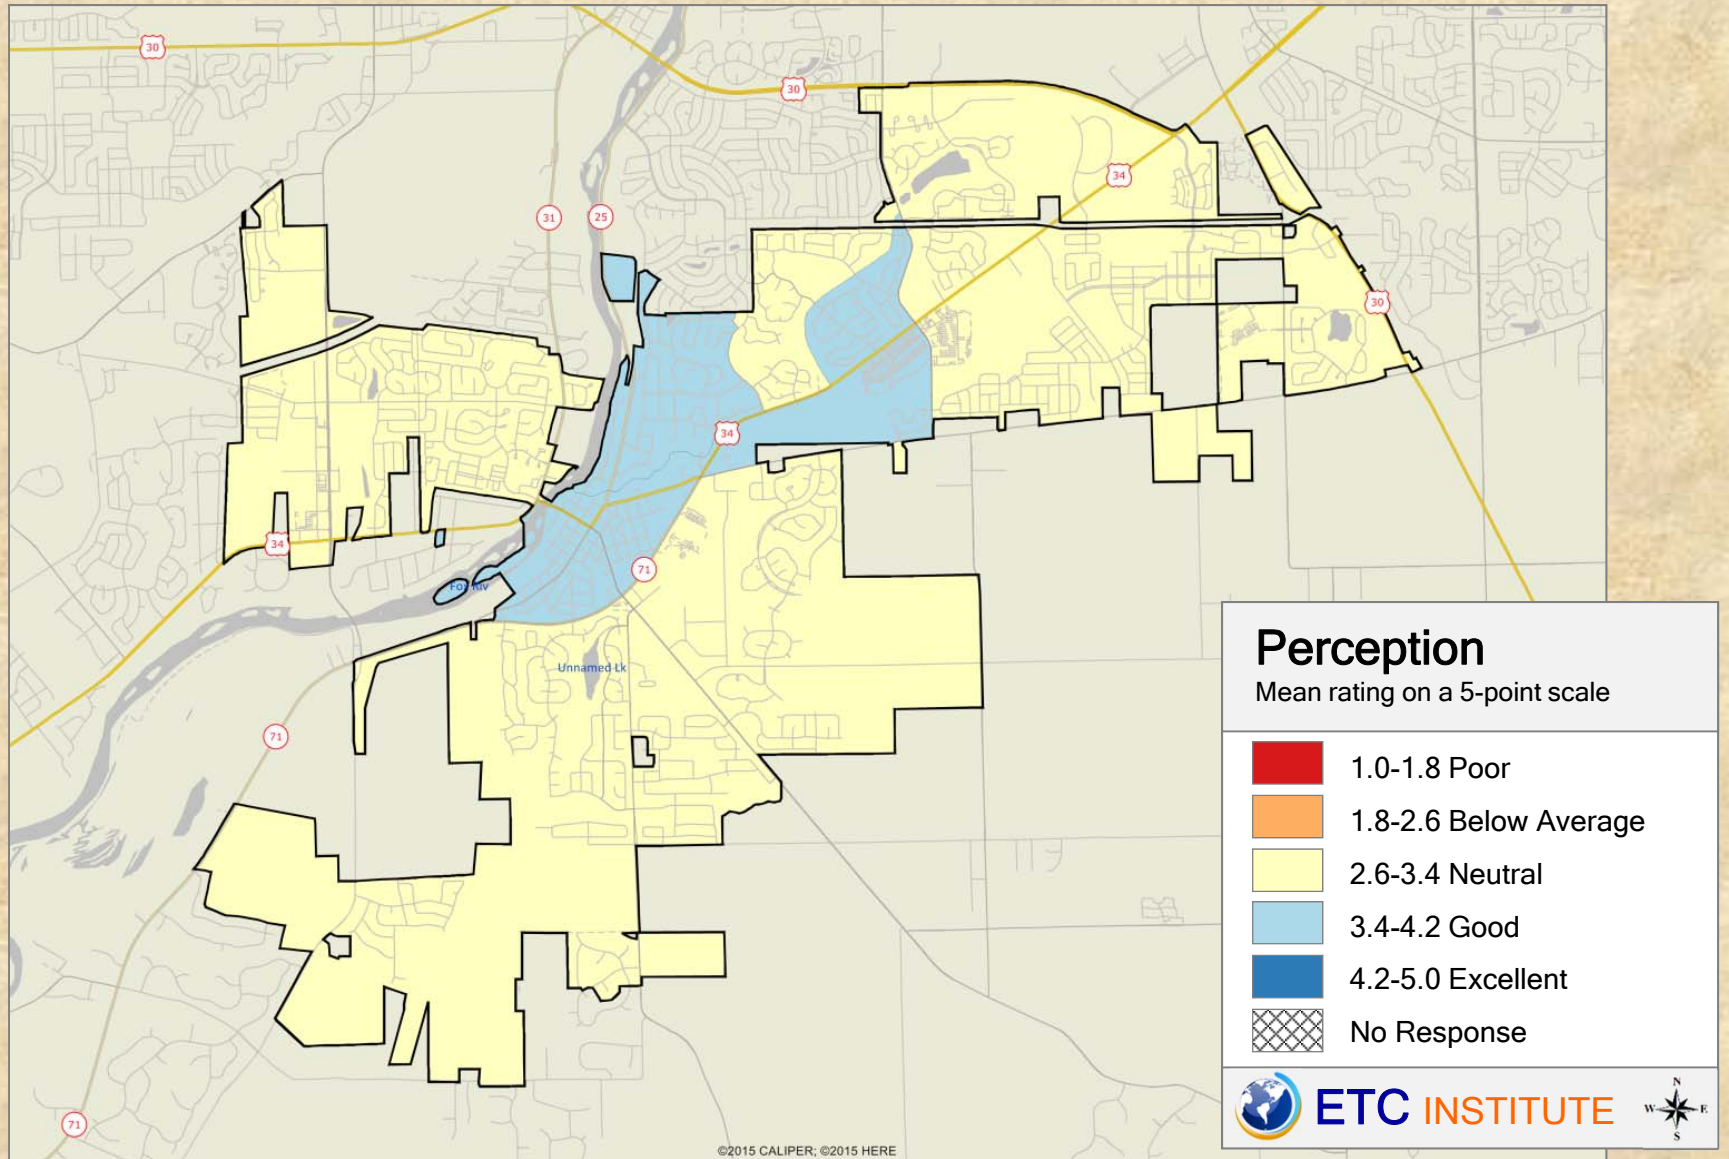 30
30
34
31
25
30
34
34
71
Fox Riv
Unnamed Lk
71
71
Perception
Mean rating on a 5-point scale
1.0-1.8 Poor
1.8-2.6 Below Average
2.6-3.4 Neutral
3.4-4.2 Good
4.2-5.0 Excellent
No Response
ETC INSTITUTE
N
W E
S
©2015 CALIPER; ©2015 HERE